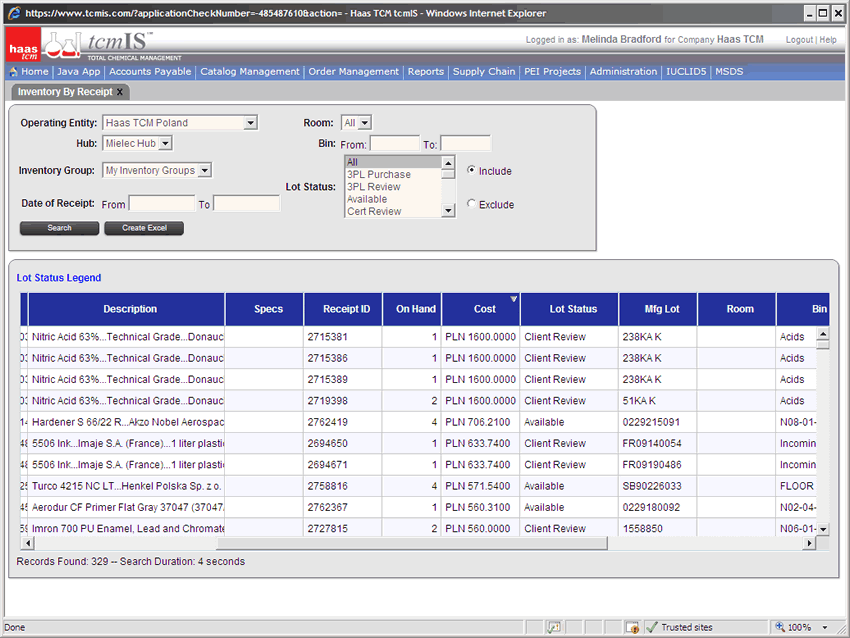 https://www.tcmis.com/?applicationCheckNumber=-485487610&action= - Haas TCM tcmIS - Windows Internet Explorer
haas tcm
tcmIS™
TOTAL CHEMICAL MANAGEMENT
Logged in as: Melinda Bradford for Company Haas TCM Logout | Help
Home | Java App | Accounts Payable | Catalog Management | Order Management | Reports | Supply Chain | PEI Projects | Administration | IUCLID5 | MSDS
Inventory By Receipt X
Operating Entity: Haas TCM Poland Room: All
Hub: Mielec Hub Bin: From: To:
Inventory Group: My Inventory Groups Lot Status: All
3PL Purchase
3PL Review
Available
Cert Review
Include
Exclude
Date of Receipt: From To
Search Create Excel
Lot Status Legend
Description Specs Receipt ID On Hand Cost Lot Status Mfg Lot Room Bin
Nitric Acid 63%...Technical Grade...Donauc 2715381 1 PLN 1600.0000 Client Review 238KA K Acids
Nitric Acid 63%...Technical Grade...Donauc 2715386 1 PLN 1600.0000 Client Review 238KA K Acids
Nitric Acid 63%...Technical Grade...Donauc 2715389 1 PLN 1600.0000 Client Review 238KA K Acids
Nitric Acid 63%...Technical Grade...Donauc 2719398 2 PLN 1600.0000 Client Review 51KA K Acids
Hardener S 66/22 R...Akzo Nobel Aerospac 2762419 4 PLN 706.2100 Available 0229215091 N08-01-
5506 Ink...Imaje S.A. (France)...1 liter plasti 2694650 1 PLN 633.7400 Client Review FR09140054 Incomin
5506 Ink...Imaje S.A. (France)...1 liter plasti 2694671 1 PLN 633.7400 Client Review FR09190486 Incomin
Turco 4215 NC LT...Henkel Polska Sp. z o. 2758816 4 PLN 571.5400 Available SB90226033 FLOOR
Aerodur CF Primer Flat Gray 37047 (37047 2762367 1 PLN 560.3100 Available 0229180092 N02-04-
Imron 700 PU Enamel, Lead and Chromate 2727815 2 PLN 560.0000 Client Review 1558850 N06-01-
Records Found: 329 -- Search Duration: 4 seconds
Done Trusted sites 100%